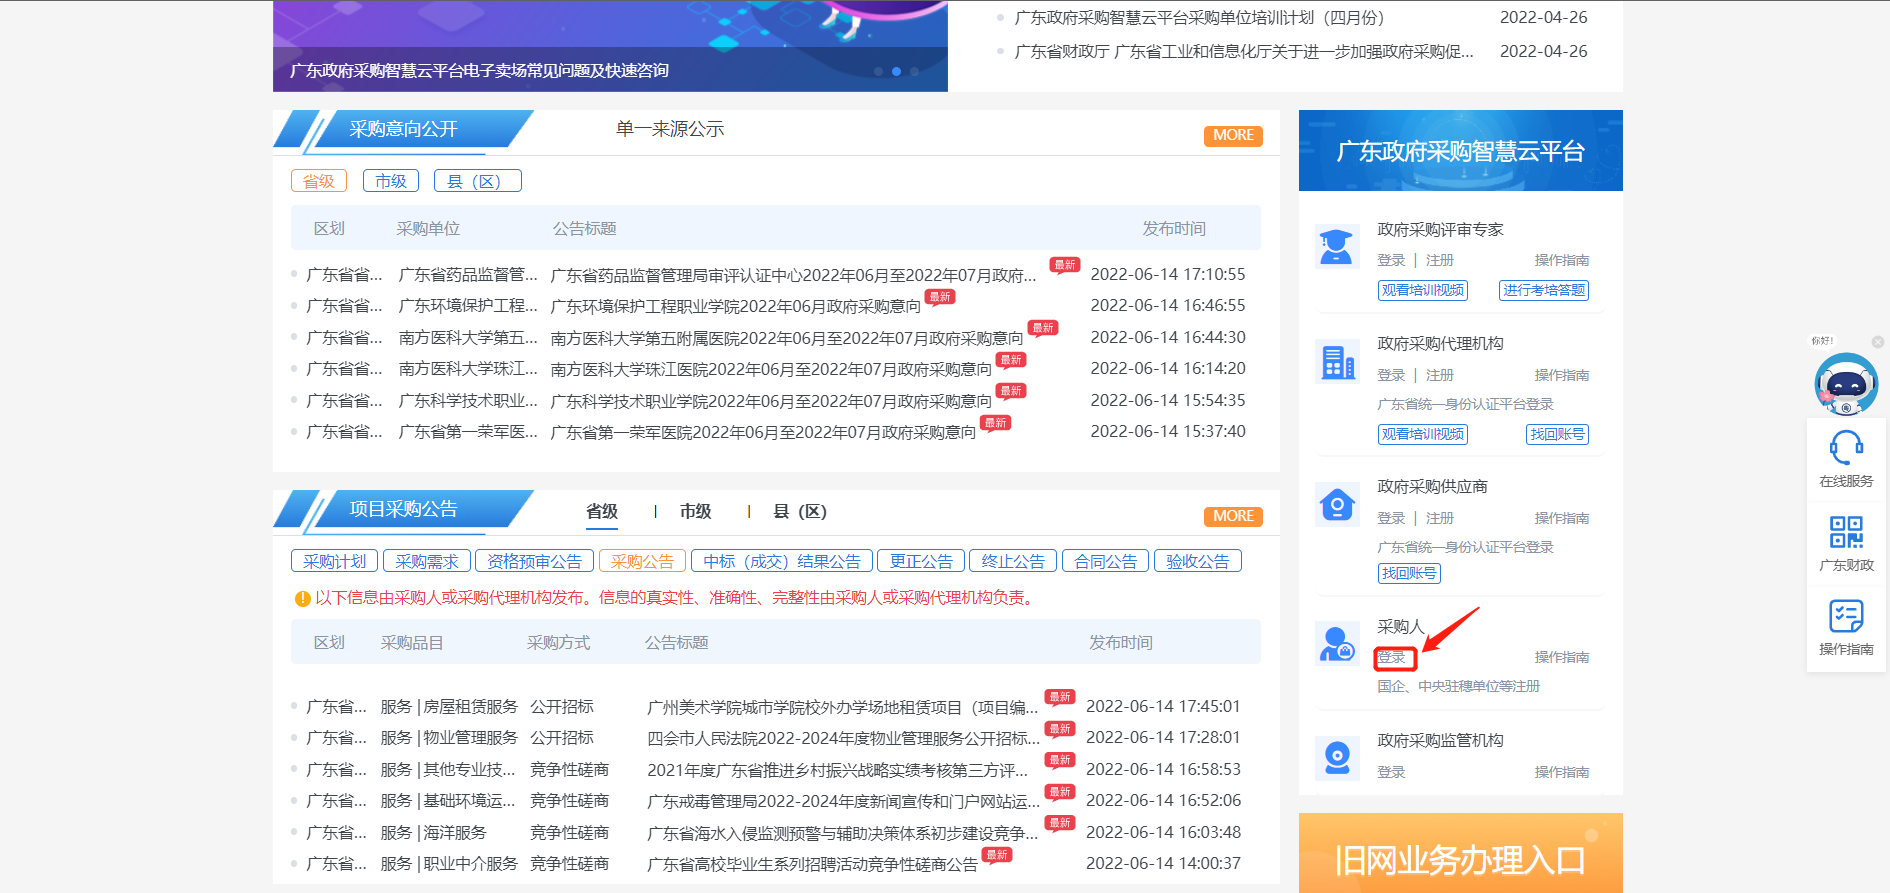 广东政府采购智慧云平台电子卖场常见问题及快速咨询
广东政府采购智慧云平台采购单位培训计划（四月份） 2022-04-26
广东省财政厅 广东省工业和信息化厅关于进一步加强政府采购促... 2022-04-26
采购意向公开 单一来源公示 MORE
省级 市级 县（区）
区划 采购单位 公告标题 发布时间
广东省省... 广东省药品监督管... 广东省药品监督管理局审评认证中心2022年06月至2022年07月政府... 最新 2022-06-14 17:10:55
广东省省... 广东环境保护工程... 广东环境保护工程职业学院2022年06月政府采购意向 最新 2022-06-14 16:46:55
广东省省... 南方医科大学第五... 南方医科大学第五附属医院2022年06月至2022年07月政府采购意向 最新 2022-06-14 16:44:30
广东省省... 南方医科大学珠江... 南方医科大学珠江医院2022年06月至2022年07月政府采购意向 最新 2022-06-14 16:14:20
广东省省... 广东科学技术职业... 广东科学技术职业学院2022年06月至2022年07月政府采购意向 最新 2022-06-14 15:54:35
广东省省... 广东省第一荣军医... 广东省第一荣军医院2022年06月至2022年07月政府采购意向 最新 2022-06-14 15:37:40
项目采购公告 省级 | 市级 | 县（区） MORE
采购计划 采购需求 资格预审公告 采购公告 中标（成交）结果公告 更正公告 终止公告 合同公告 验收公告
以下信息由采购人或采购代理机构发布。信息的真实性、准确性、完整性由采购人或采购代理机构负责。
区划 采购品目 采购方式 公告标题 发布时间
广东省... 服务 | 房屋租赁服务 公开招标 广州美术学院城市学院校外办学场地租赁项目（项目编... 最新 2022-06-14 17:45:01
广东省... 服务 | 物业管理服务 公开招标 四会市人民法院2022-2024年度物业管理服务公开招标... 最新 2022-06-14 17:28:01
广东省... 服务 | 其他专业技... 竞争性磋商 2021年度广东省推进乡村振兴战略实绩考核第三方评... 最新 2022-06-14 16:58:53
广东省... 服务 | 基础环境运... 竞争性磋商 广东戒毒管理局2022-2024年度新闻宣传和门户网站运... 最新 2022-06-14 16:52:06
广东省... 服务 | 海洋服务 竞争性磋商 广东省海水入侵监测预警与辅助决策体系初步建设竞争... 最新 2022-06-14 16:03:48
广东省... 服务 | 职业中介服务 竞争性磋商 广东省高校毕业生系列招聘活动竞争性磋商公告 最新 2022-06-14 14:00:37
广东政府采购智慧云平台
政府采购评审专家
登录 | 注册 操作指南
观看培训视频 进行考培答题
政府采购代理机构
登录 | 注册 操作指南
广东省统一身份认证平台登录
观看培训视频 找回账号
政府采购供应商
登录 | 注册 操作指南
广东省统一身份认证平台登录
找回账号
采购人
登录 操作指南
国企、中央驻穗单位等注册
政府采购监管机构
登录 操作指南
旧网业务办理入口
你好!
在线服务
广东财政
操作指南